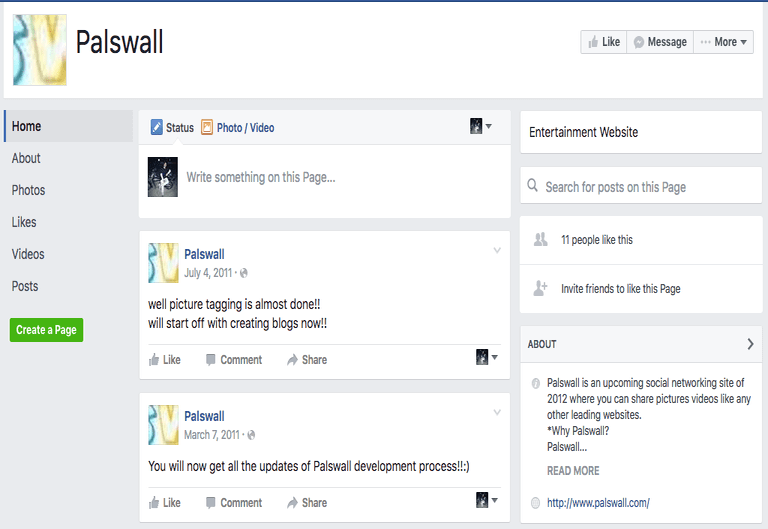 Palswall
Like
Message
More
Home
About
Photos
Likes
Videos
Posts
Create a Page
Status
Photo / Video
Write something on this Page...
Palswall
July 4, 2011 ·
well picture tagging is almost done!!
will start off with creating blogs now!!
Like
Comment
Share
Palswall
March 7, 2011 ·
You will now get all the updates of Palswall development process!!:)
Like
Comment
Share
Entertainment Website
Search for posts on this Page
11 people like this
Invite friends to like this Page
ABOUT
Palswall is an upcoming social networking site of
2012 where you can share pictures videos like any
other leading websites.
*Why Palswall?
Palswall...
READ MORE
http://www.palswall.com/